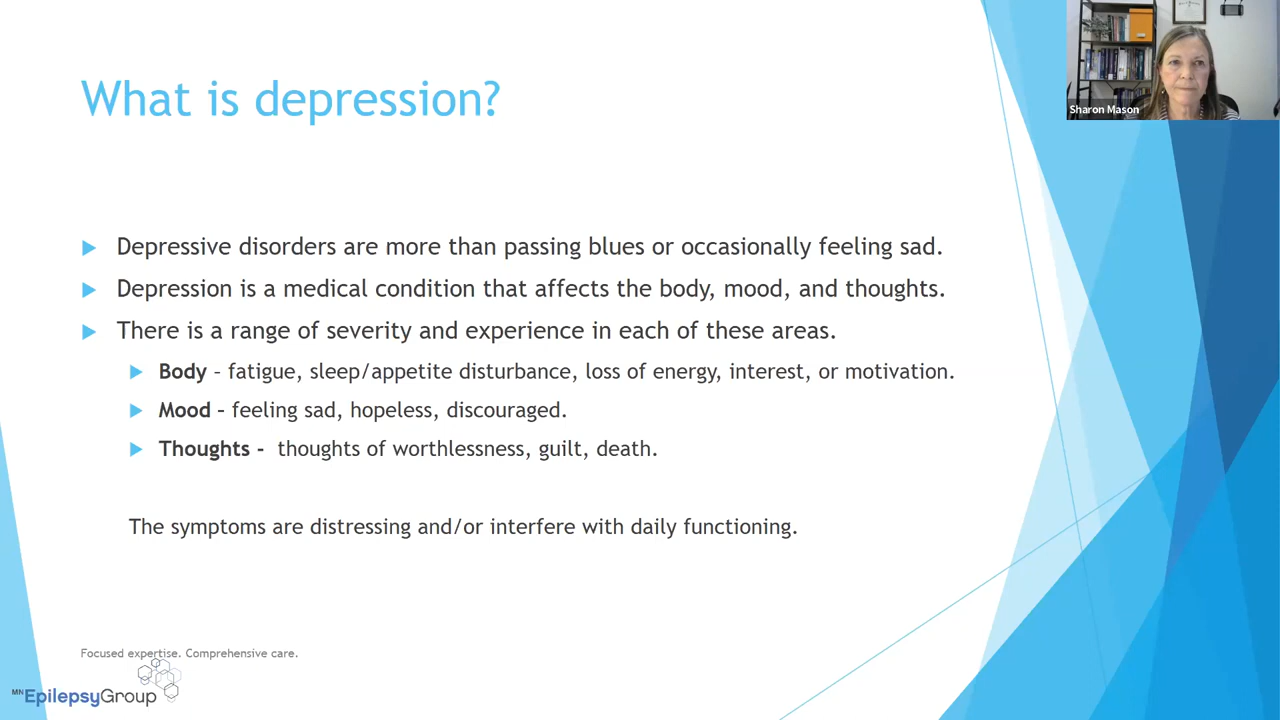 What is depression?
Sharon Mason
Depressive disorders are more than passing blues or occasionally feeling sad.
Depression is a medical condition that affects the body, mood, and thoughts.
There is a range of severity and experience in each of these areas.
Body – fatigue, sleep/appetite disturbance, loss of energy, interest, or motivation.
Mood – feeling sad, hopeless, discouraged.
Thoughts - thoughts of worthlessness, guilt, death.
The symptoms are distressing and/or interfere with daily functioning.
Focused expertise. Comprehensive care.
MN EpilepsyGroup